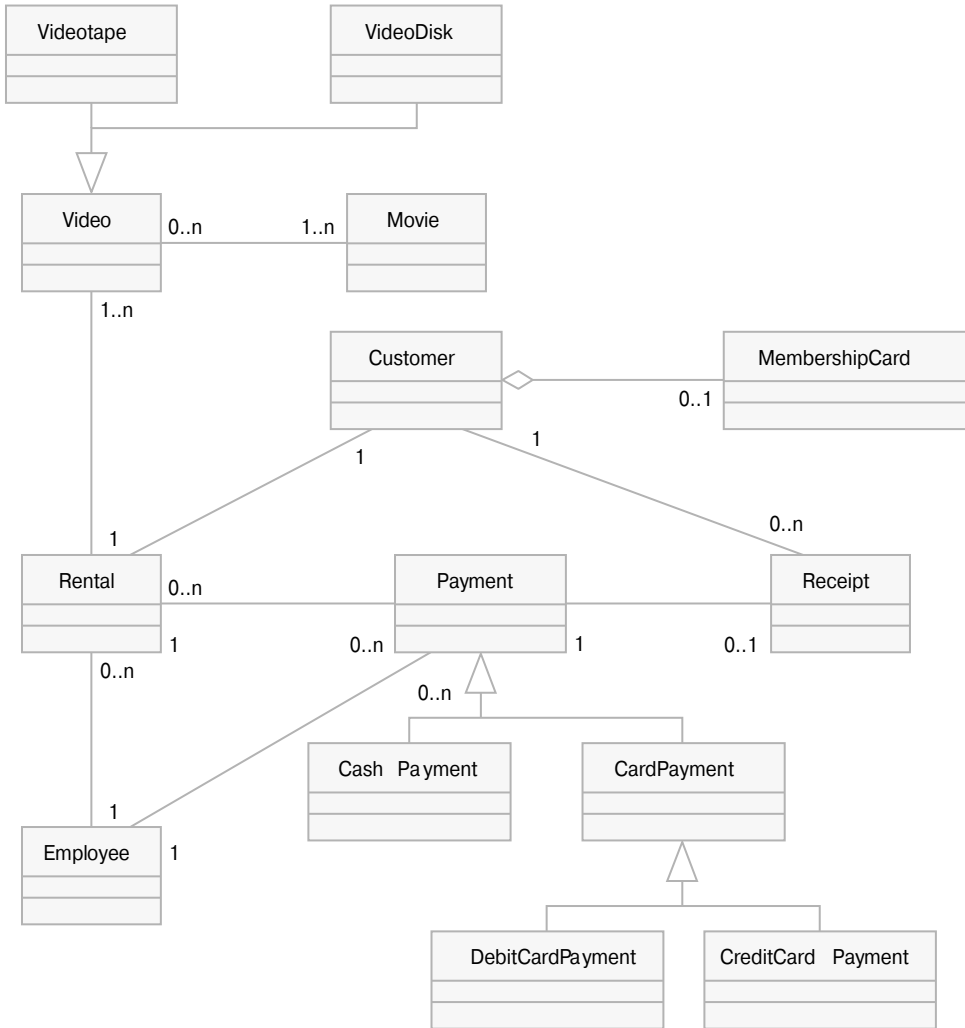 Videotape
VideoDisk
Video
0..n
1..n
Movie
1..n
Customer
MembershipCard
0..1
1
1
0..n
1
Rental
0..n
Payment
Receipt
1
0..n
0..n
1
0..1
0..n
Cash Payment
CardPayment
1
Employee
1
DebitCardPayment
CreditCard Payment